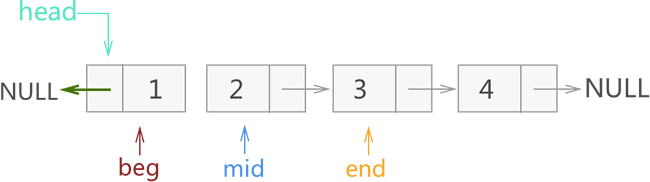 head
NULL 1 2 3 4 NULL
beg mid end